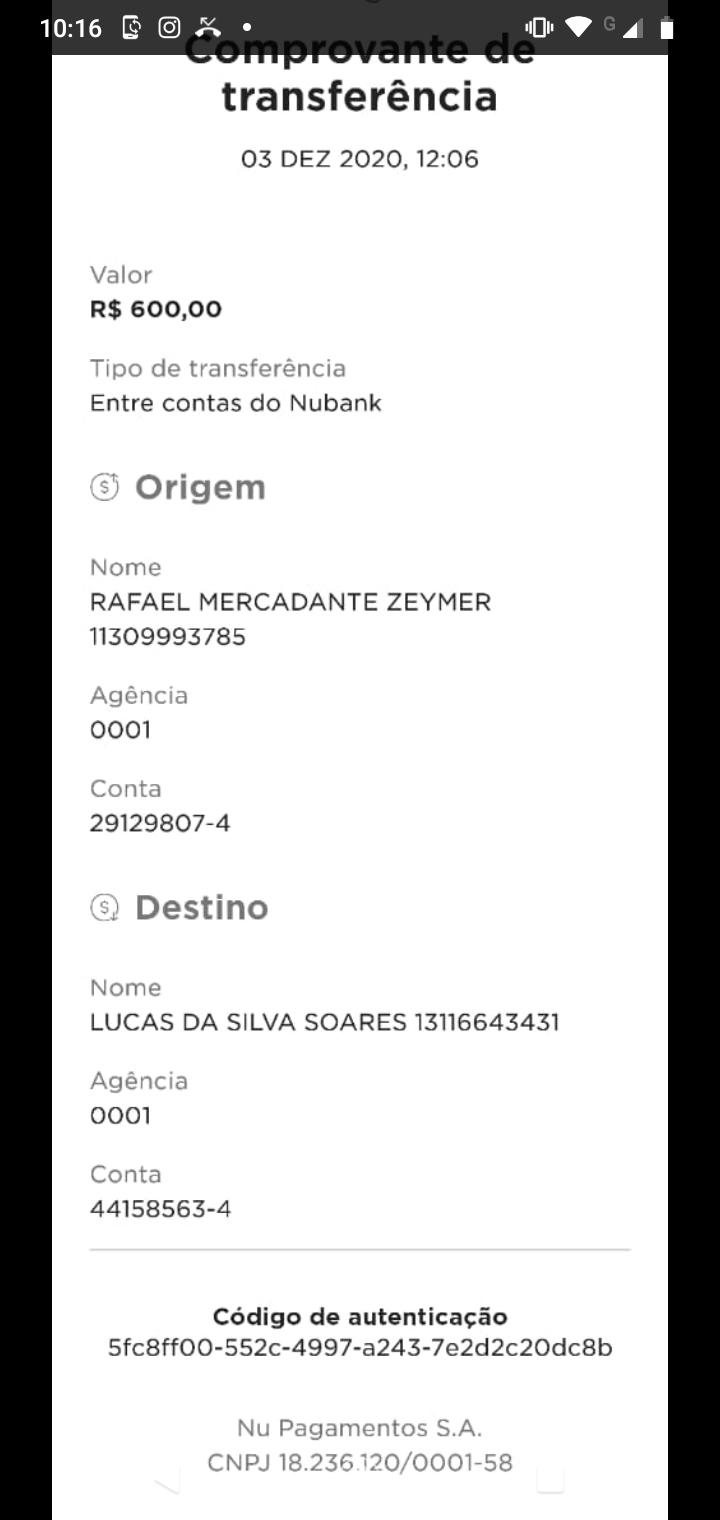 10:16
G
Comprovante de
transferência
03 DEZ 2020, 12:06
Valor
R$ 600,00
Tipo de transferência
Entre contas do Nubank
Origem
Nome
RAFAEL MERCADANTE ZEYMER
11309993785
Agência
0001
Conta
29129807-4
Destino
Nome
LUCAS DA SILVA SOARES 13116643431
Agência
0001
Conta
44158563-4
Código de autenticação
5fc8ff00-552c-4997-a243-7e2d2c20dc8b
Nu Pagamentos S.A.
CNPJ 18.236.120/0001-58